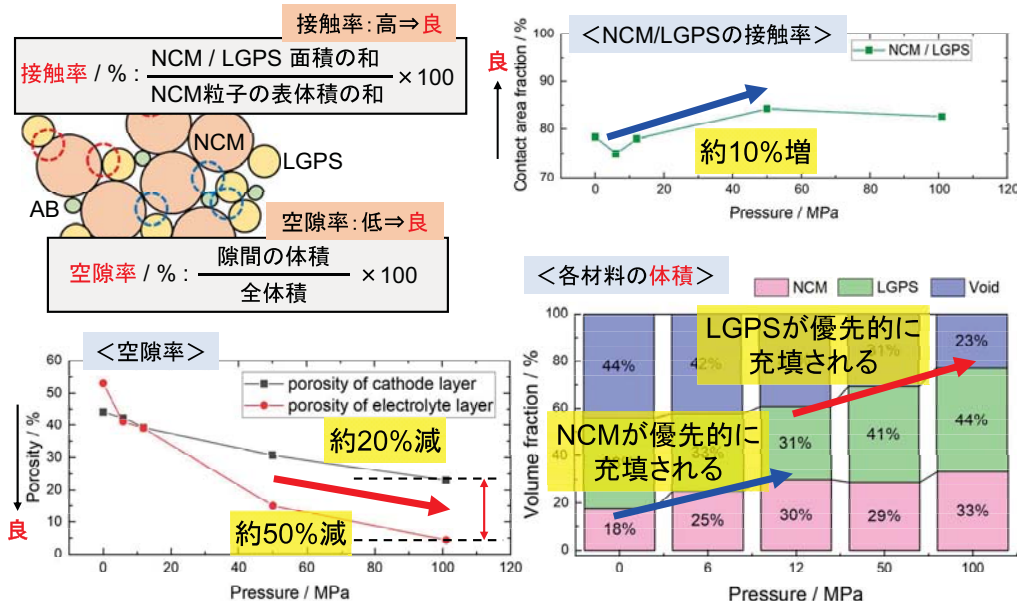 接触率：高⇒良
接触率 / %： NCM / LGPS 面積の和 ×100
NCM粒子の表体積の和
NCM
LGPS
AB
空隙率：低⇒良
空隙率 / %： 隙間の体積 ×100
全体積
＜NCM/LGPSの接触率＞
良
NCM / LGPS
約10%増
Contact area fraction / %
100
90
80
70
0
20
40
60
80
100
120
Pressure / MPa
＜空隙率＞
porosity of cathode layer
porosity of electrolyte layer
約20%減
約50%減
良
Porosity / %
60
50
40
30
20
10
0
0
20
40
60
80
100
120
Pressure / MPa
＜各材料の体積＞
NCM
LGPS
Void
LGPSが優先的に
充填される
NCMが優先的に
充填される
Volume fraction / %
100
80
60
40
20
0
44%
42%
31%
23%
33%
31%
41%
44%
18%
25%
30%
29%
33%
0
6
12
50
100
Pressure / MPa